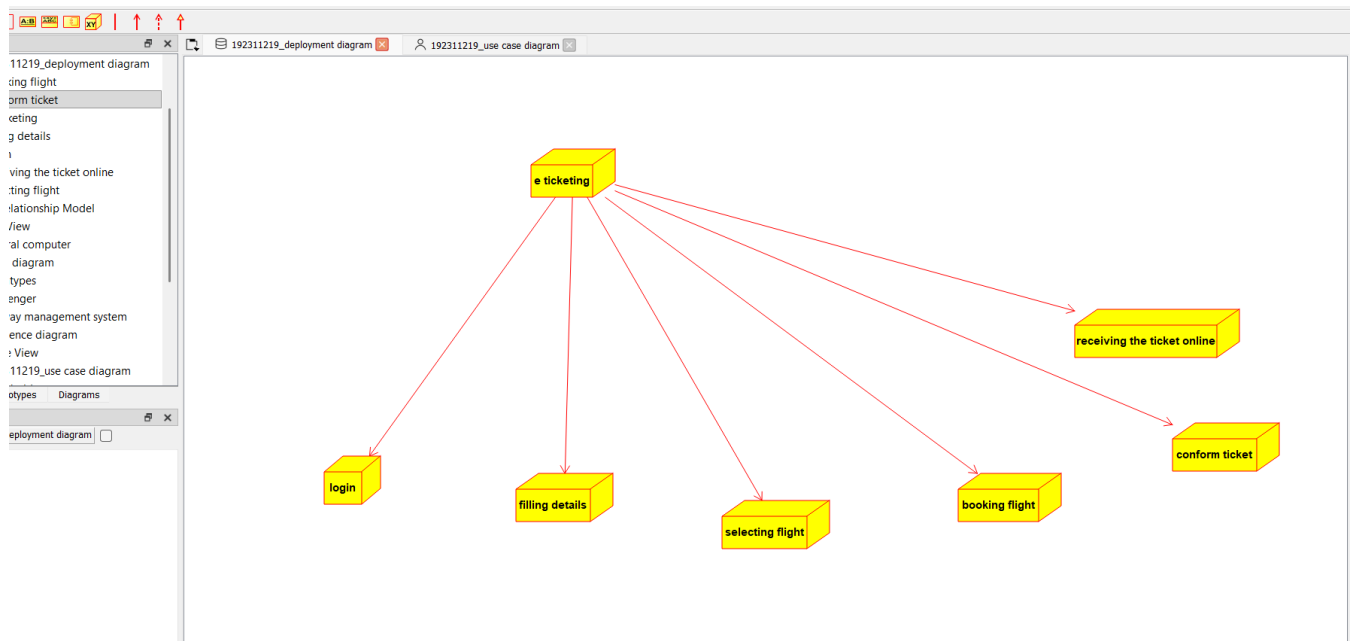 A:B
XY
192311219_deployment diagram
192311219_use case diagram
11219_deployment diagram
king flight
orm ticket
keting
g details
ving the ticket online
cting flight
elationship Model
View
ral computer
diagram
types
enger
ay management system
ence diagram
View
11219_use case diagram
otypes Diagrams
eployment diagram
e ticketing
receiving the ticket online
conform ticket
login
filling details
booking flight
selecting flight